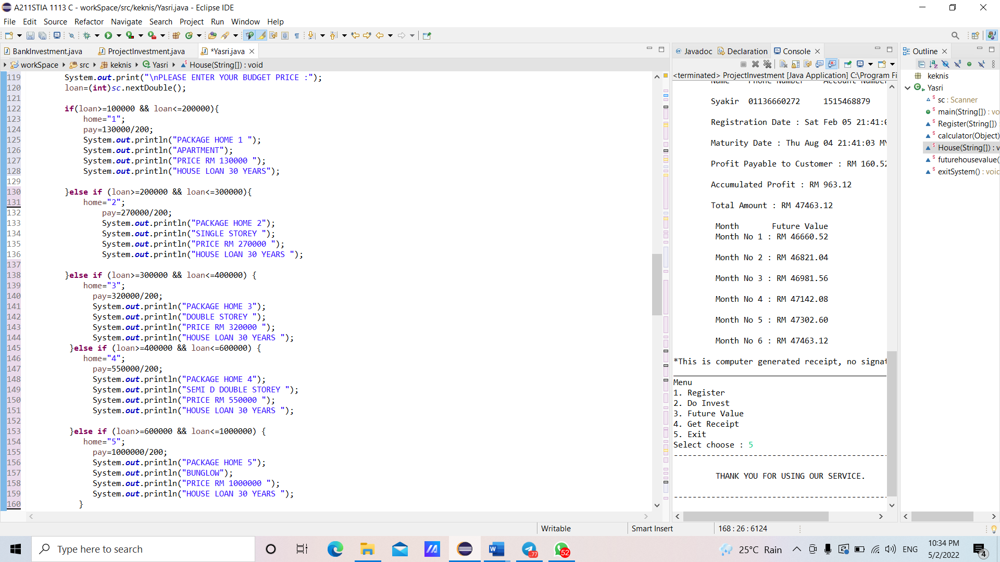 A211STIA 1113 C - workSpace/src/keknis/Yasri.java - Eclipse IDE
File Edit Source Refactor Navigate Search Project Run Window Help
BankInvestment.java ProjectInvestment.java *Yasri.java
workSpace src keknis Yasri House(String[]) : void
119 System.out.print("\nPLEASE ENTER YOUR BUDGET PRICE :");
120 loan=(int)sc.nextDouble();
121
122 if(loan>=100000 && loan<=200000){
123 home="1";
124 pay=130000/200;
125 System.out.println("PACKAGE HOME 1 ");
126 System.out.println("APARTMENT");
127 System.out.println("PRICE RM 130000 ");
128 System.out.println("HOUSE LOAN 30 YEARS");
129
130 }else if (loan>=200000 && loan<=300000){
131 home="2";
132 pay=270000/200;
133 System.out.println("PACKAGE HOME 2");
134 System.out.println("SINGLE STOREY ");
135 System.out.println("PRICE RM 270000 ");
136 System.out.println("HOUSE LOAN 30 YEARS ");
137
138 }else if (loan>=300000 && loan<=400000) {
139 home="3";
140 pay=320000/200;
141 System.out.println("PACKAGE HOME 3");
142 System.out.println("DOUBLE STOREY ");
143 System.out.println("PRICE RM 320000 ");
144 System.out.println("HOUSE LOAN 30 YEARS ");
145 }else if (loan>=400000 && loan<=600000) {
146 home="4";
147 pay=550000/200;
148 System.out.println("PACKAGE HOME 4");
149 System.out.println("SEMI D DOUBLE STOREY ");
150 System.out.println("PRICE RM 550000 ");
151 System.out.println("HOUSE LOAN 30 YEARS ");
152
153 }else if (loan>=600000 && loan<=1000000) {
154 home="5";
155 pay=1000000/200;
156 System.out.println("PACKAGE HOME 5");
157 System.out.println("BUNGLOW");
158 System.out.println("PRICE RM 1000000 ");
159 System.out.println("HOUSE LOAN 30 YEARS ");
160 }
Javadoc Declaration Console
<terminated> ProjectInvestment [Java Application] C:\Program Fi
Name Phone Number Account Number
Syakir 01136660272 1515468879
Registration Date : Sat Feb 05 21:41:0
Maturity Date : Thu Aug 04 21:41:03 MY
Profit Payable to Customer : RM 160.52
Accumulated Profit : RM 963.12
Total Amount : RM 47463.12
Month Future Value
Month No 1 : RM 46660.52
Month No 2 : RM 46821.04
Month No 3 : RM 46981.56
Month No 4 : RM 47142.08
Month No 5 : RM 47302.60
Month No 6 : RM 47463.12
*This is computer generated receipt, no signat
Menu
1. Register
2. Do Invest
3. Future Value
4. Get Receipt
5. Exit
Select choose : 5
THANK YOU FOR USING OUR SERVICE.
Outline
keknis
Yasri
sc : Scanner
main(String[]) : vo
Register(String[])
calculator(Object)
House(String[]) : v
futurehousevalue(
exitSystem() : voic
Writable Smart Insert 168 : 26 : 6124
Type here to search
77
52
25°C Rain
ENG
10:34 PM
5/2/2022
4